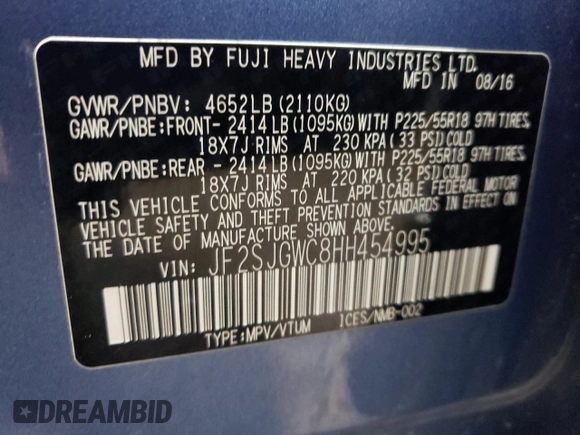 MFD BY FUJI HEAVY INDUSTRIES LTD.
MFD IN 08/16
GVWR/PNBV: 4652LB (2110KG)
GAWR/PNBE:FRONT- 2414LB(1095KG)WITH P225/55R18 97H TIRES,
18X7J RIMS AT 230 KPA ( 33 PSI)COLD
GAWR/PNBE:REAR - 2414LB(1095KG)WITH P225/55R18 97H TIRES,
18X7J RIMS AT 220 KPA ( 32 PSI)COLD
THIS VEHICLE CONFORMS TO ALL APPLICABLE FEDERAL MOTOR
VEHICLE SAFETY AND THEFT PREVENTION STANDARDS IN EFFECT ON
THE DATE OF MANUFACTURE SHOWN ABOVE.
VIN: JF2SJGWC8HH454995
TYPE:MPV/VTUM ICES/NMB-002
DREAMBID